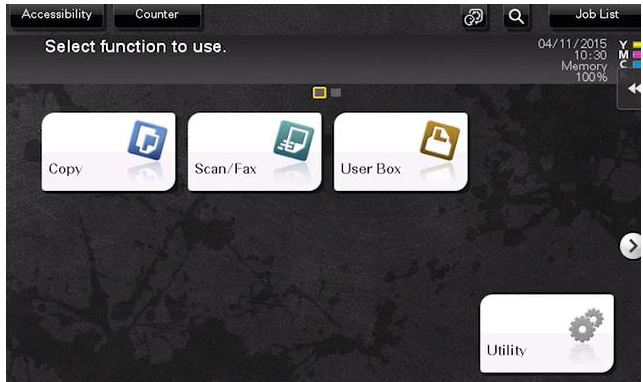 Accessibility
Counter
Job List
Select function to use.
04/11/2015
10:30
Memory
100%
Y
M
C
Copy
Scan/Fax
User Box
Utility